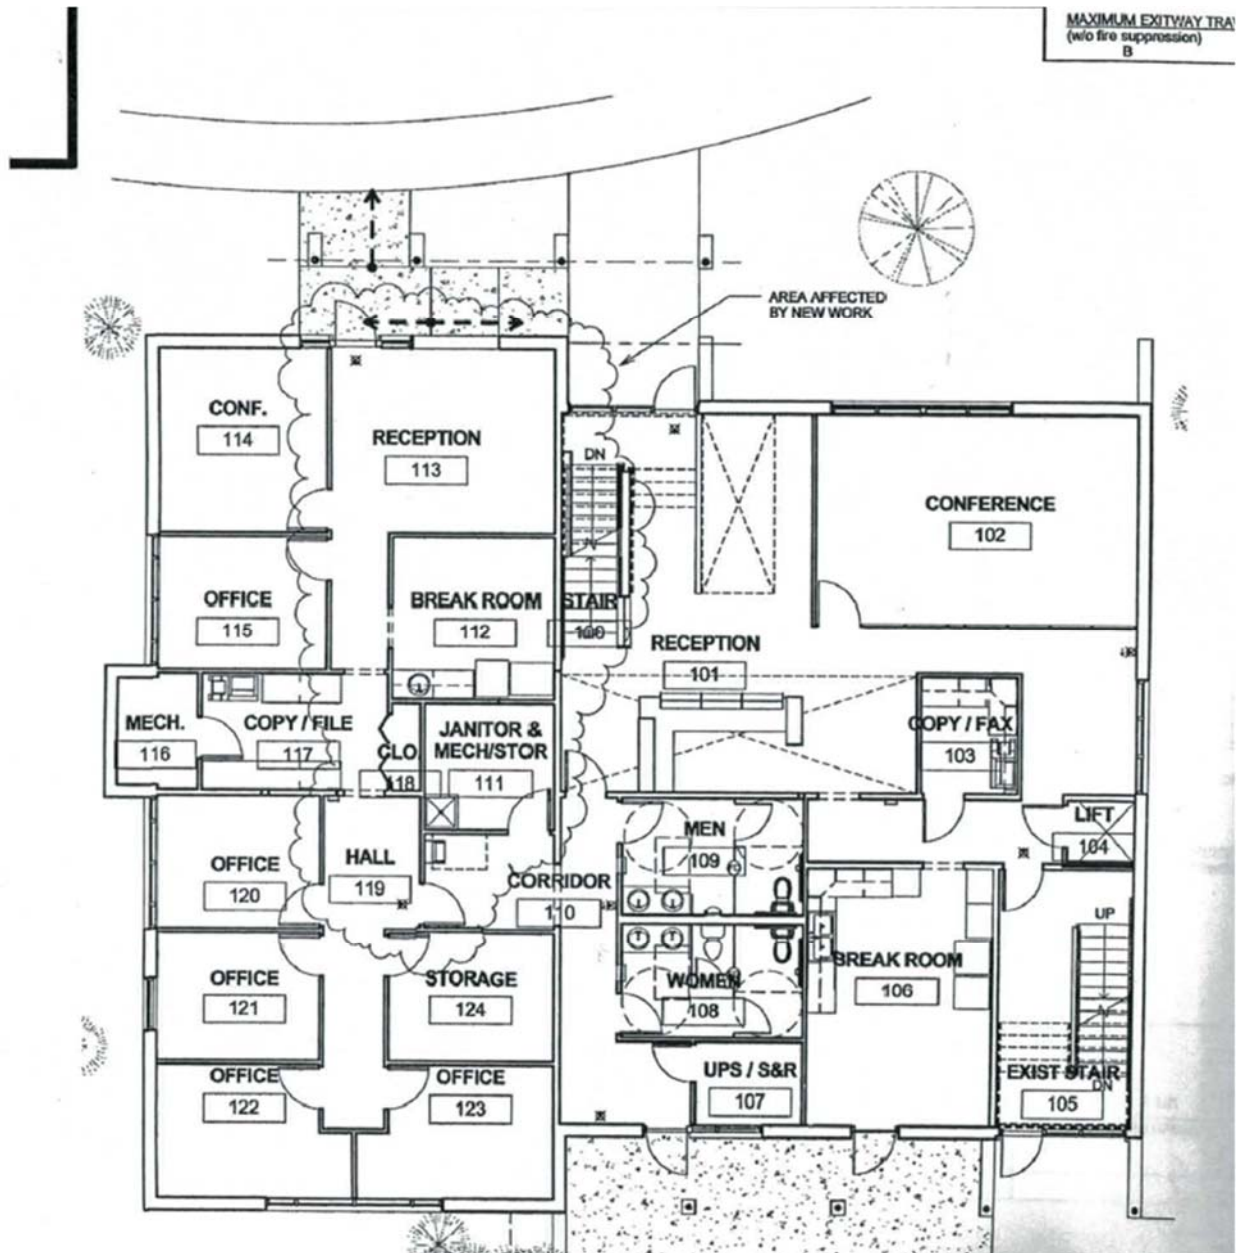 MAXIMUM EXITWAY TRA
(w/o fire suppression)
B
AREA AFFECTED
BY NEW WORK
CONF.
114
RECEPTION
113
DN
CONFERENCE
102
OFFICE
115
BREAK ROOM
112
STAIR
100
RECEPTION
101
MECH.
116
COPY / FILE
117
CLO.
118
JANITOR &
MECH/STOR
111
COPY / FAX
103
LIFT
104
OFFICE
120
HALL
119
CORRIDOR
110
MEN
109
UP
OFFICE
121
STORAGE
124
WOMEN
108
BREAK ROOM
106
OFFICE
122
OFFICE
123
UPS / S&R
107
EXIST STAIR
DN
105